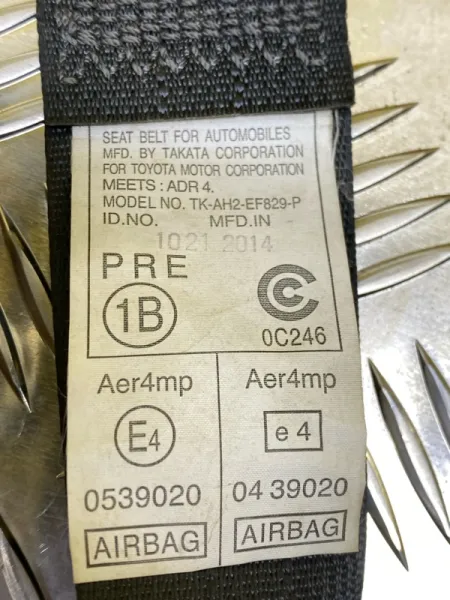 SEAT BELT FOR AUTOMOBILES
MFD. BY TAKATA CORPORATION
FOR TOYOTA MOTOR CORPORATION
MEETS : ADR 4.
MODEL NO. TK-AH2-EF829-P
ID.NO. MFD.IN
1021 2014
PRE
1B
C
0C246
Aer4mp
E4
0539020
AIRBAG
Aer4mp
e 4
04 39020
AIRBAG